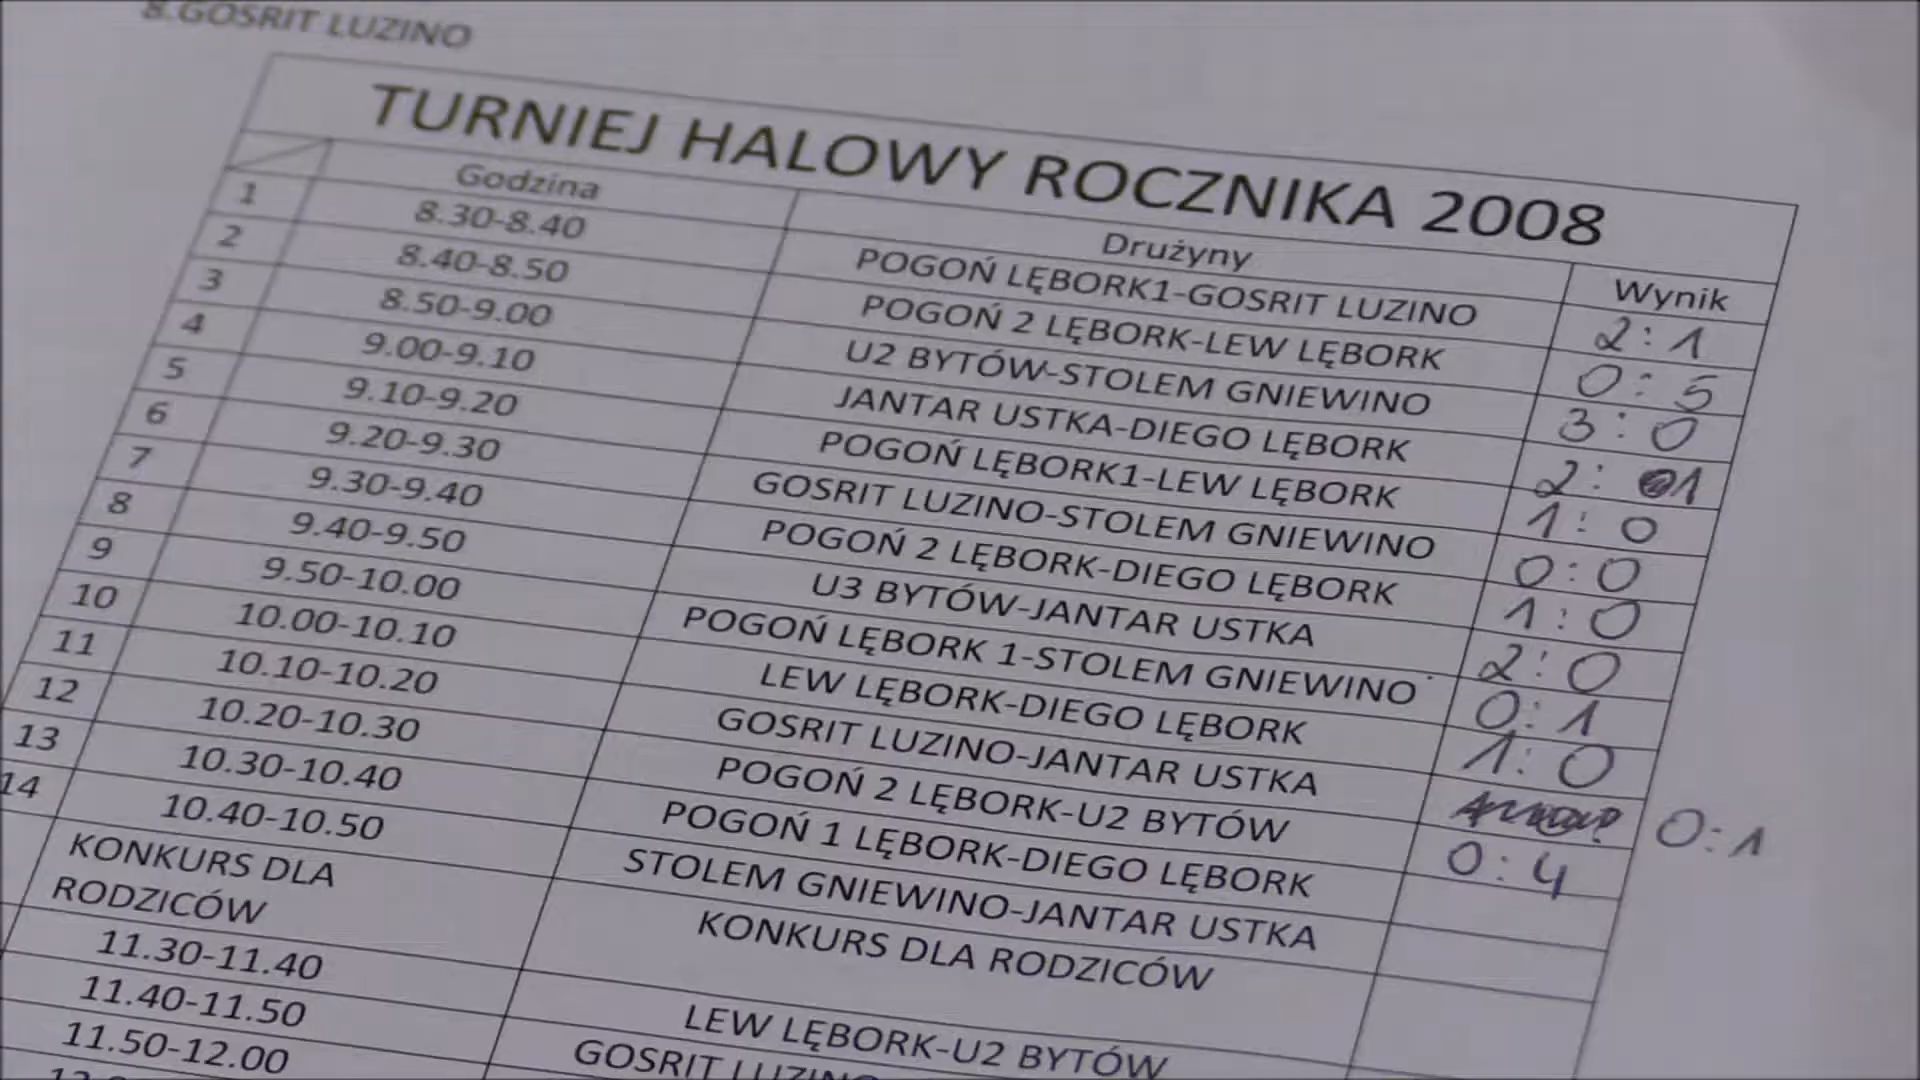 8.GOSRIT LUZINO
TURNIEJ HALOWY ROCZNIKA 2008
Godzina Drużyny Wynik
1 8.30-8.40 POGOŃ LĘBORK1-GOSRIT LUZINO 2:1
2 8.40-8.50 POGOŃ 2 LĘBORK-LEW LĘBORK 0:5
3 8.50-9.00 U2 BYTÓW-STOLEM GNIEWINO 3:0
4 9.00-9.10 JANTAR USTKA-DIEGO LĘBORK 2:1
5 9.10-9.20 POGOŃ LĘBORK1-LEW LĘBORK 1:0
6 9.20-9.30 GOSRIT LUZINO-STOLEM GNIEWINO 0:0
7 9.30-9.40 POGOŃ 2 LĘBORK-DIEGO LĘBORK 1:0
8 9.40-9.50 U3 BYTÓW-JANTAR USTKA 2:0
9 9.50-10.00 POGOŃ LĘBORK 1-STOLEM GNIEWINO 0:1
10 10.00-10.10 LEW LĘBORK-DIEGO LĘBORK 1:0
11 10.10-10.20 GOSRIT LUZINO-JANTAR USTKA 0:1
12 10.20-10.30 POGOŃ 2 LĘBORK-U2 BYTÓW 0:4
13 10.30-10.40 POGOŃ 1 LĘBORK-DIEGO LĘBORK
14 10.40-10.50 STOLEM GNIEWINO-JANTAR USTKA
KONKURS DLA RODZICÓW KONKURS DLA RODZICÓW
11.30-11.40 LEW LĘBORK-U2 BYTÓW
11.40-11.50 GOSRIT LUZINO
11.50-12.00